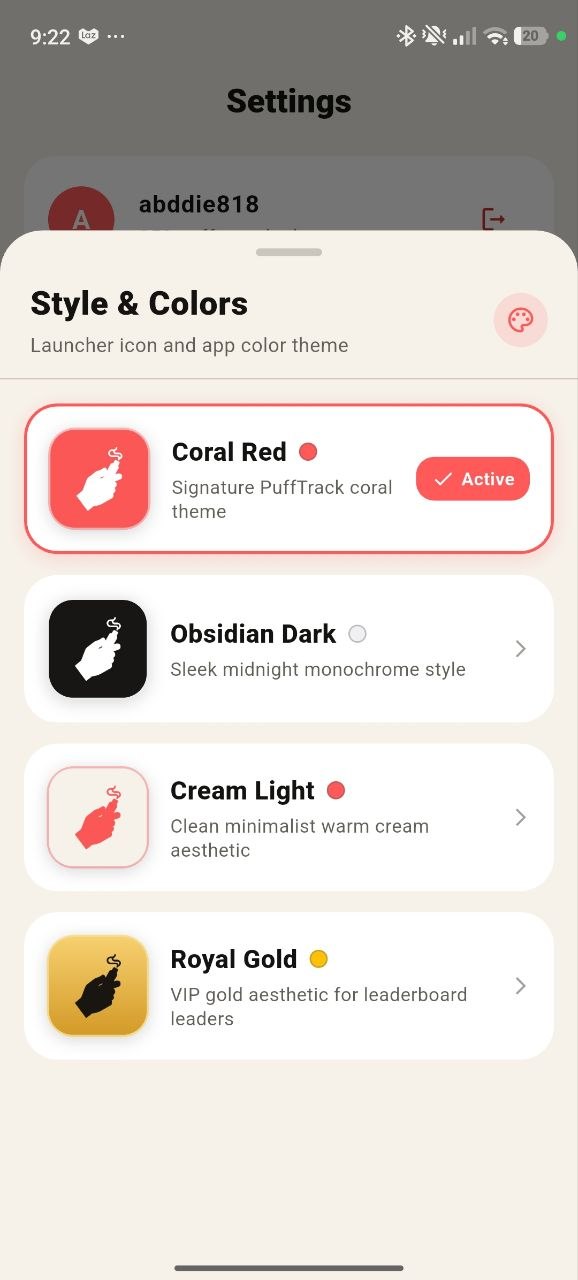 9:22 laz ...
20
Settings
A
abddie818
Style & Colors
Launcher icon and app color theme
Coral Red
Signature PuffTrack coral
theme
Active
Obsidian Dark
Sleek midnight monochrome style
Cream Light
Clean minimalist warm cream
aesthetic
Royal Gold
VIP gold aesthetic for leaderboard
leaders